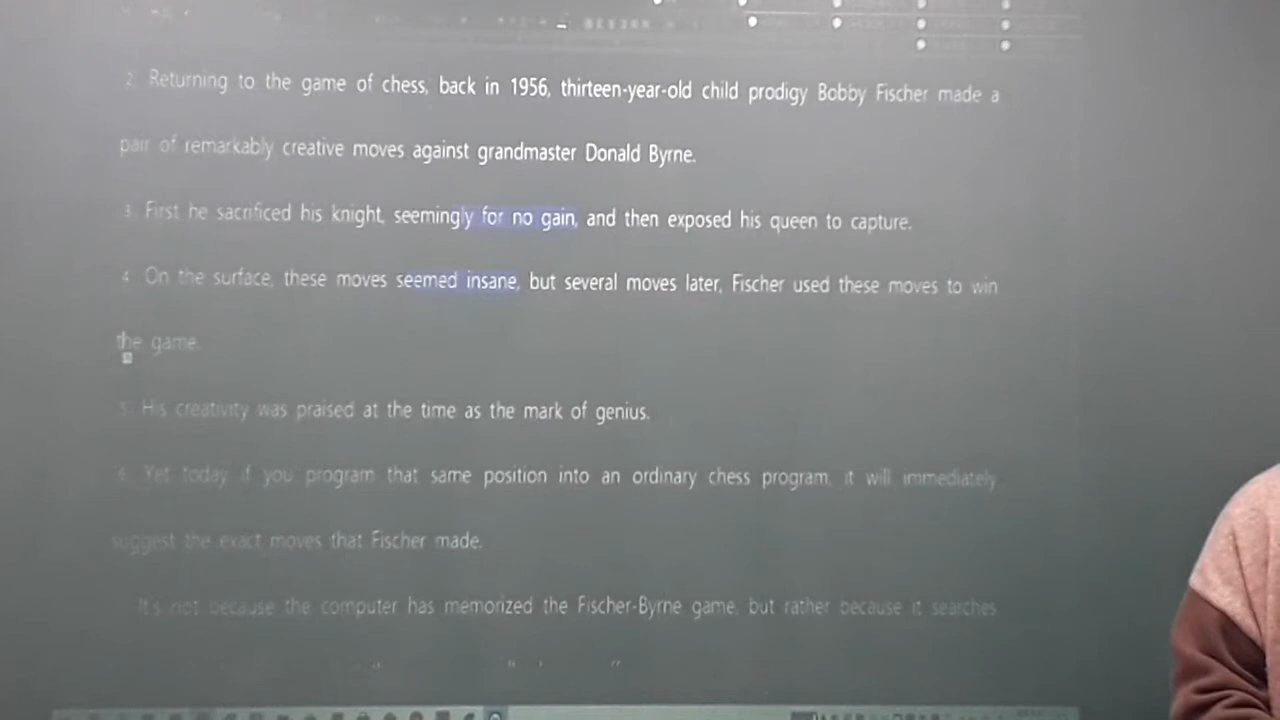 2. Returning to the game of chess, back in 1956, thirteen-year-old child prodigy Bobby Fischer made a
pair of remarkably creative moves against grandmaster Donald Byrne.
3. First he sacrificed his knight, seemingly for no gain, and then exposed his queen to capture.
4. On the surface, these moves seemed insane, but several moves later, Fischer used these moves to win
the game.
5. His creativity was praised at the time as the mark of genius.
6. Yet today if you program that same position into an ordinary chess program, it will immediately
suggest the exact moves that Fischer made.
It's not because the computer has memorized the Fischer-Byrne game, but rather because it searches